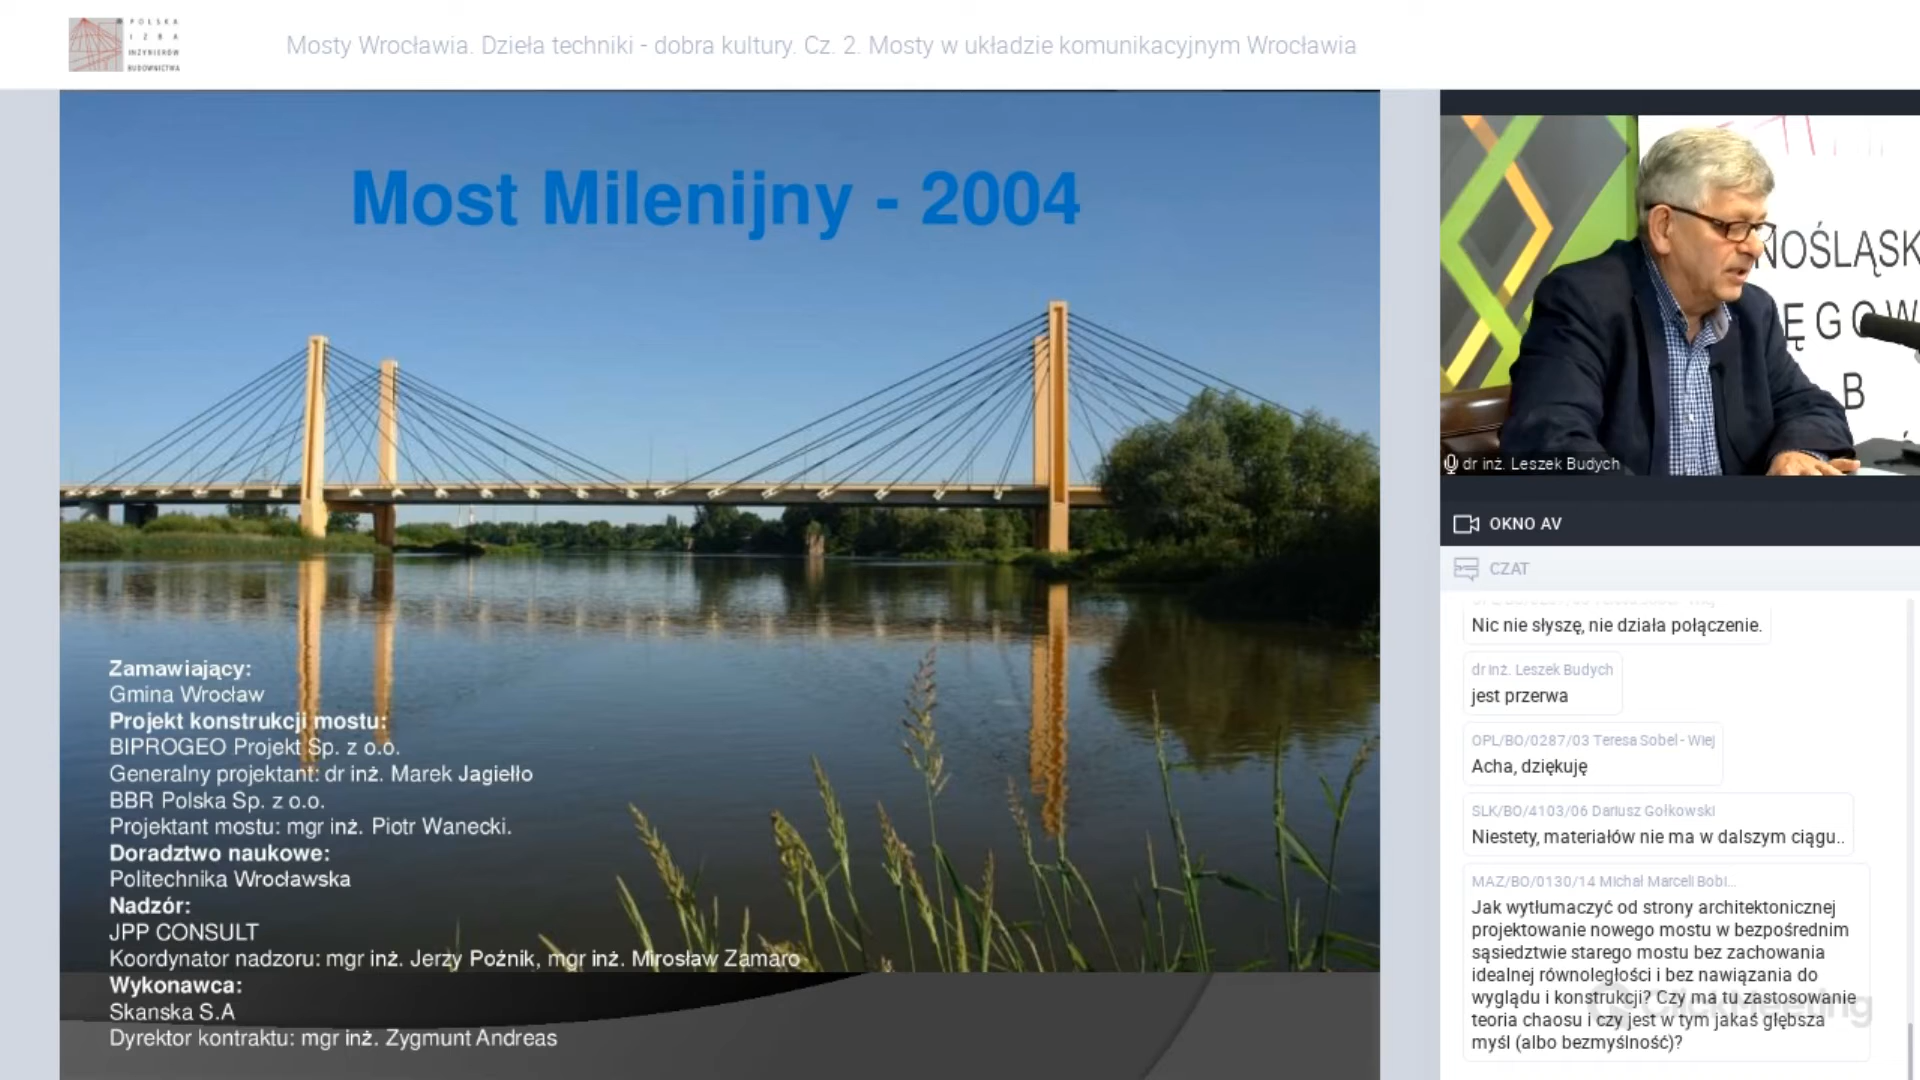 POLSKA
IZBA
INŻYNIERÓW
BUDOWNICTWA
Mosty Wrocławia. Dzieła techniki - dobra kultury. Cz. 2. Mosty w układzie komunikacyjnym Wrocławia
Most Milenijny - 2004
Zamawiający:
Gmina Wrocław
Projekt konstrukcji mostu:
BIPROGEO Projekt Sp. z o.o.
Generalny projektant: dr inż. Marek Jagiełło
BBR Polska Sp. z o.o.
Projektant mostu: mgr inż. Piotr Wanecki.
Doradztwo naukowe:
Politechnika Wrocławska
Nadzór:
JPP CONSULT
Koordynator nadzoru: mgr inż. Jerzy Poźnik, mgr inż. Mirosław Zamaro
Wykonawca:
Skanska S.A
Dyrektor kontraktu: mgr inż. Zygmunt Andreas
NOŚLĄSK
ĘGOW
B
dr inż. Leszek Budych
OKNO AV
CZAT
Nic nie słyszę, nie działa połączenie.
dr inż. Leszek Budych
jest przerwa
OPL/BO/0287/03 Teresa Sobel - Wiej
Acha, dziękuję
SLK/BO/4103/06 Dariusz Gołkowski
Niestety, materiałów nie ma w dalszym ciągu..
MAZ/BO/0130/14 Michał Marceli Bobi...
Jak wytłumaczyć od strony architektonicznej
projektowanie nowego mostu w bezpośrednim
sąsiedztwie starego mostu bez zachowania
idealnej równoległości i bez nawiązania do
wyglądu i konstrukcji? Czy ma tu zastosowanie
teoria chaosu i czy jest w tym jakaś głębsza
myśl (albo bezmyślność)?
ClickMeeting